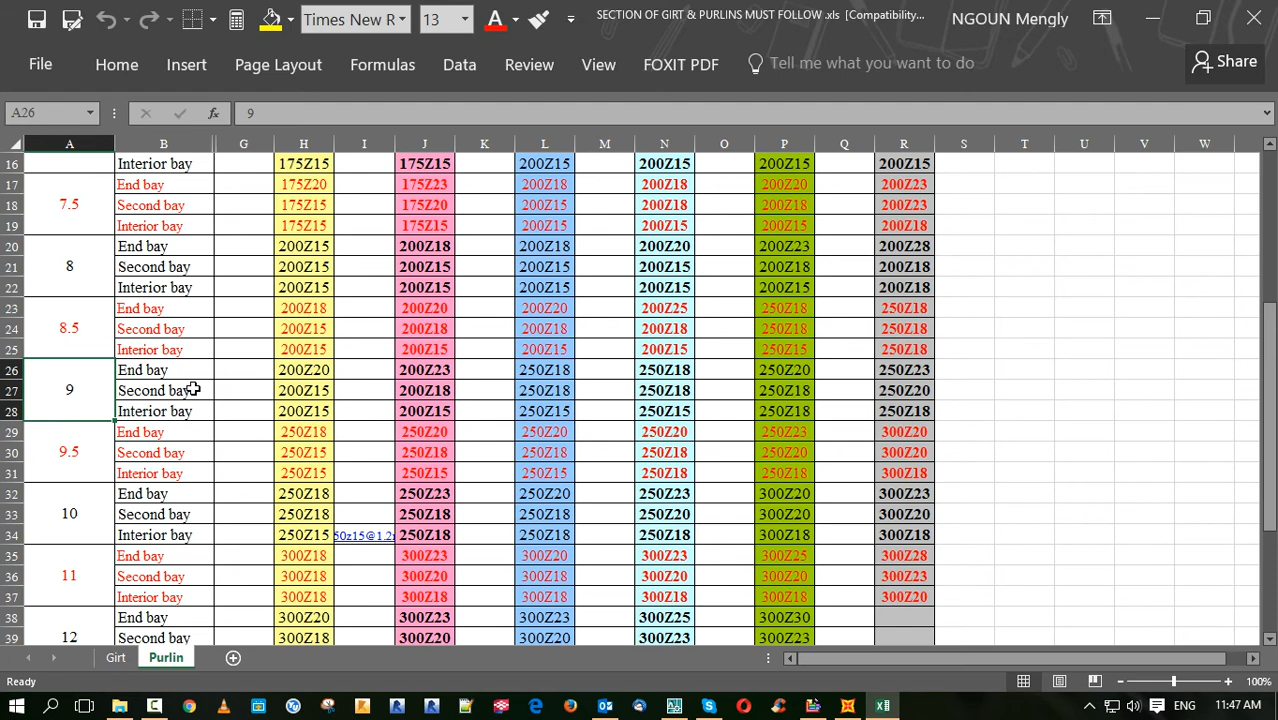 Times New R
13
SECTION OF GIRT & PURLINS MUST FOLLOW .xls [Compatibility...
NGOUN Mengly
File Home Insert Page Layout Formulas Data Review View FOXIT PDF Tell me what you want to do Share
A26 fx 9
A B G H I J K L M N O P Q R S T U V W
16 Interior bay 175Z15 175Z15 200Z15 200Z15 200Z15 200Z15
17 End bay 175Z20 175Z23 200Z18 200Z18 200Z20 200Z23
18 7.5 Second bay 175Z15 175Z20 200Z15 200Z18 200Z18 200Z23
19 Interior bay 175Z15 175Z15 200Z15 200Z15 200Z15 200Z18
20 End bay 200Z15 200Z18 200Z18 200Z20 200Z23 200Z28
21 8 Second bay 200Z15 200Z15 200Z15 200Z15 200Z18 200Z18
22 Interior bay 200Z15 200Z15 200Z15 200Z15 200Z15 200Z18
23 End bay 200Z18 200Z20 200Z20 200Z25 250Z18 250Z18
24 8.5 Second bay 200Z15 200Z18 200Z15 200Z18 250Z18 250Z18
25 Interior bay 200Z15 200Z15 200Z15 200Z15 250Z15 250Z18
26 End bay 200Z20 200Z23 250Z18 250Z18 250Z20 250Z23
27 9 Second bay 200Z15 200Z18 250Z18 250Z18 250Z18 250Z20
28 Interior bay 200Z15 200Z15 250Z15 250Z15 250Z18 250Z18
29 End bay 250Z18 250Z20 250Z20 250Z20 250Z23 300Z20
30 9.5 Second bay 250Z15 250Z18 250Z15 250Z18 250Z20 300Z20
31 Interior bay 250Z15 250Z15 250Z15 250Z15 250Z18 300Z18
32 End bay 250Z18 250Z23 250Z20 250Z23 300Z20 300Z23
33 10 Second bay 250Z18 250Z18 250Z18 250Z18 300Z20 300Z20
34 Interior bay 250Z15 50z15@1.2 250Z18 250Z18 250Z18 300Z18 300Z18
35 End bay 300Z18 300Z23 300Z20 300Z23 300Z25 300Z28
36 11 Second bay 300Z18 300Z20 300Z18 300Z20 300Z20 300Z23
37 Interior bay 300Z18 300Z18 300Z18 300Z18 300Z18 300Z20
38 End bay 300Z20 300Z23 300Z23 300Z25 300Z30
39 12 Second bay 300Z18 300Z20 300Z20 300Z23 300Z23
Girt Purlin
Ready 100%
ENG 11:47 AM